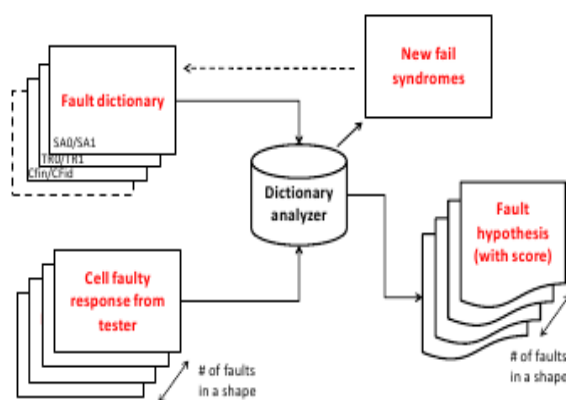 New fail
syndromes
Fault dictionary
SA0/SA1
TR0/TR1
Cfin/CFid
Dictionary
analyzer
Fault
hypothesis
(with score)
Cell faulty
response from
tester
# of faults
in a shape
# of faults
in a shape